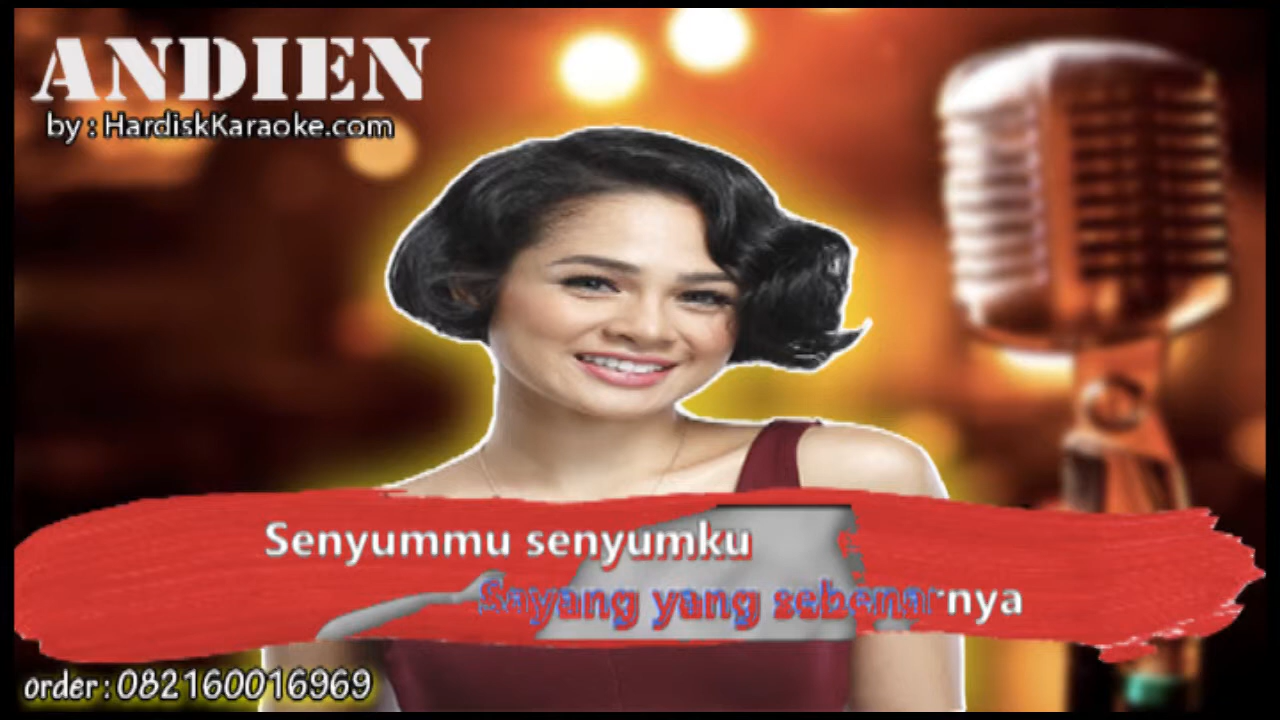 ANDIEN
by : HardiskKaraoke.com
Senyummu senyumku
Sayang yang sebenarnya
order : 082160016969